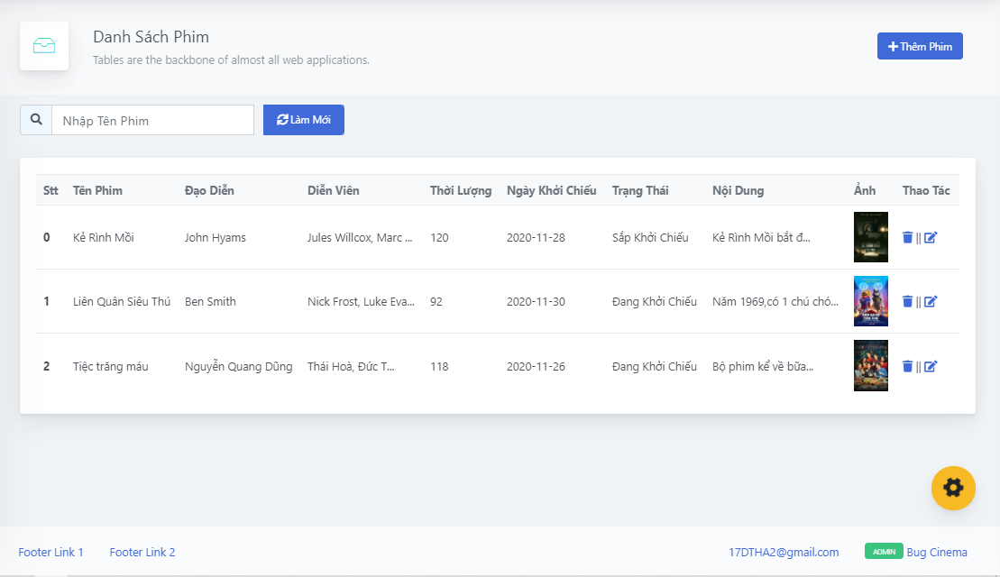 Danh Sách Phim
Tables are the backbone of almost all web applications.
Thêm Phim
Nhập Tên Phim
Làm Mới
Stt Tên Phim Đạo Diễn Diễn Viên Thời Lượng Ngày Khởi Chiếu Trạng Thái Nội Dung Ảnh Thao Tác
0 Kẻ Rình Mồi John Hyams Jules Willcox, Marc ... 120 2020-11-28 Sắp Khởi Chiếu Kẻ Rình Mồi bắt đ... ||
1 Liên Quân Siêu Thú Ben Smith Nick Frost, Luke Eva... 92 2020-11-30 Đang Khởi Chiếu Năm 1969,có 1 chú chó... ||
2 Tiệc trăng máu Nguyễn Quang Dũng Thái Hoà, Đức T... 118 2020-11-26 Đang Khởi Chiếu Bộ phim kể về bữa... ||
Footer Link 1 Footer Link 2 17DTHA2@gmail.com ADMIN Bug Cinema